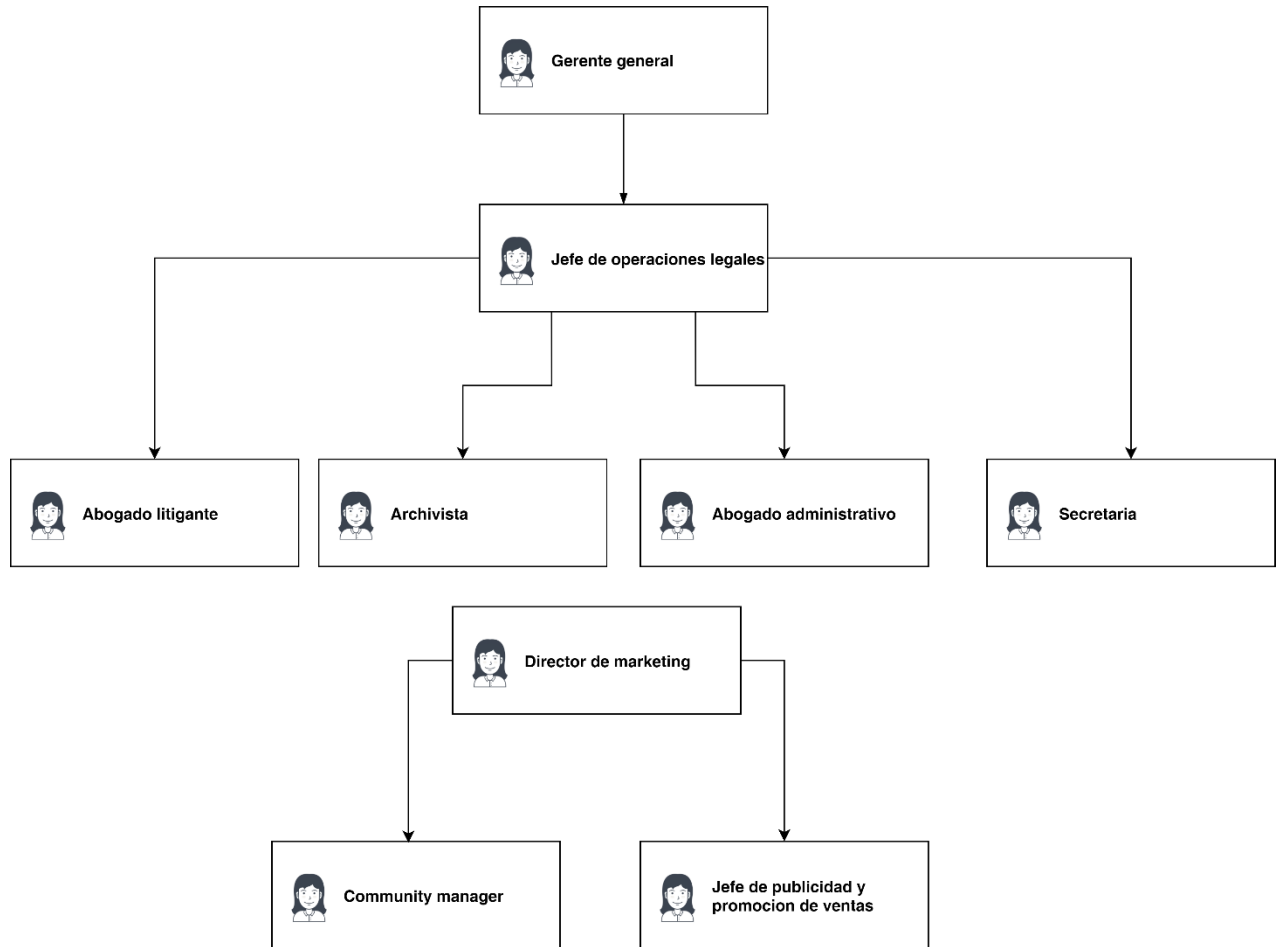 Gerente general
Jefe de operaciones legales
Abogado litigante
Archivista
Abogado administrativo
Secretaria
Director de marketing
Community manager
Jefe de publicidad y
promocion de ventas